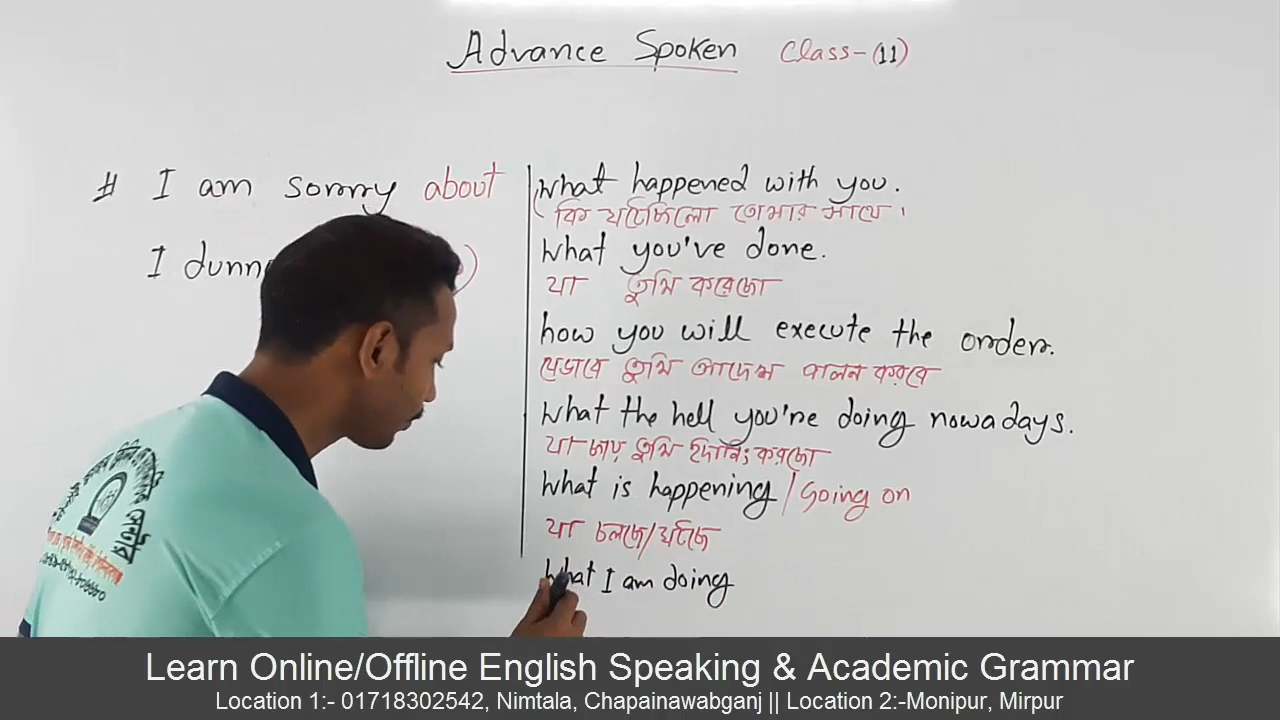 Advance Spoken Class-(11)
# I am sorry about
I dunn
What happened with you.
কি ঘটেছিলো তোমার সাথে।
What you've done.
যা তুমি করেছো
how you will execute the order.
যেভাবে তুমি আদেশ পালন করবে
What the hell you're doing nowadays.
যা ছাড় তুমি ইদানিং করছো
What is happening/Going on
যা চলছে/ঘটছে
What I am doing
Learn Online/Offline English Speaking & Academic Grammar
Location 1:- 01718302542, Nimtala, Chapainawabganj || Location 2:-Monipur, Mirpur